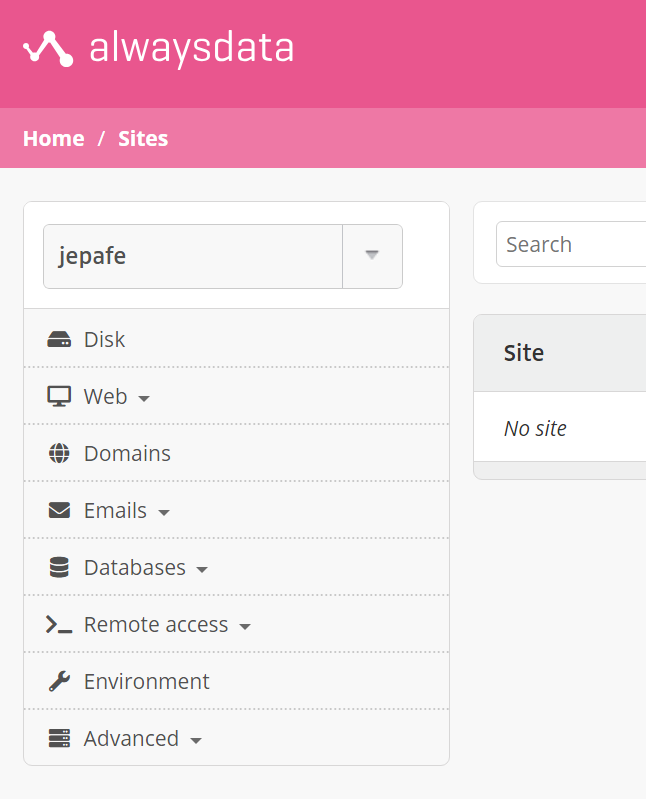 alwaysdata
Home / Sites
jepafe
Disk
Web
Domains
Emails
Databases
Remote access
Environment
Advanced
Search
Site
No site